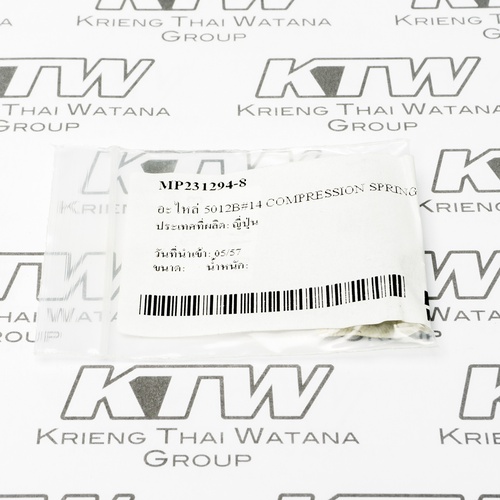 KTW
KRIENG THAI WATANA
GROUP
KTW
KRIENG THAI WATANA
GROUP
MP231294-8
อะไหล่ 5012B#14 COMPRESSION SPRING
ประเทศที่ผลิต: ญี่ปุ่น
วันที่นำเข้า: 05/57
ขนาด: น้ำหนัก:
KTW
KRIENG THAI WATANA
GROUP
KTW
KRIENG THAI WATANA
GROUP